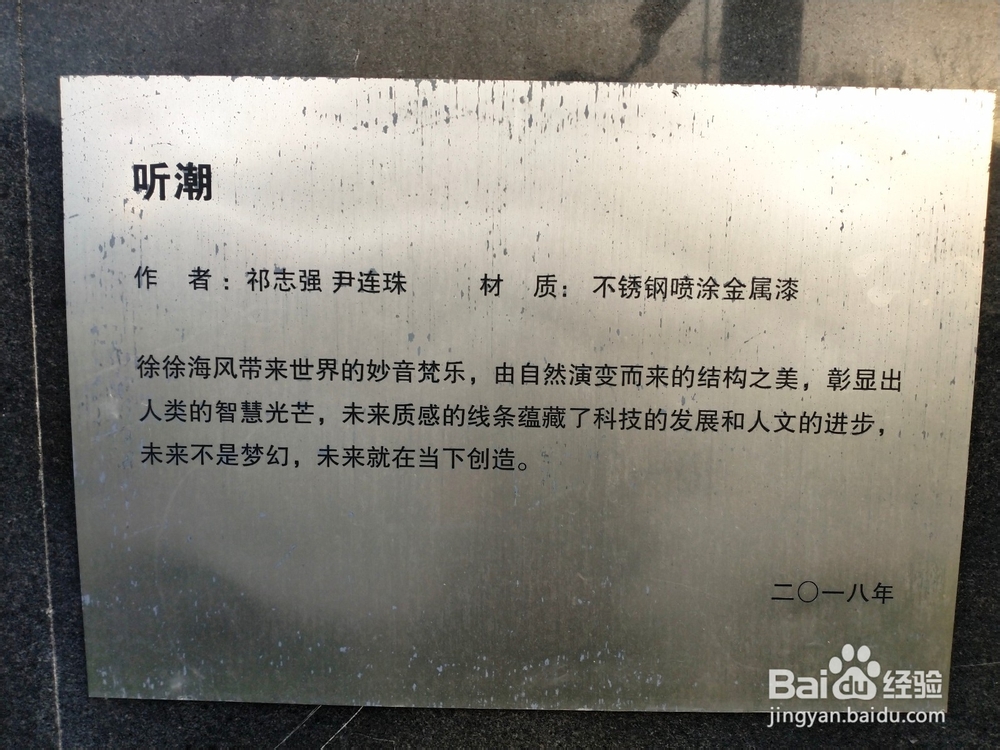 听潮
作 者：祁志强 尹连珠 材 质：不锈钢喷涂金属漆
徐徐海风带来世界的妙音梵乐，由自然演变而来的结构之美，彰显出
人类的智慧光芒，未来质感的线条蕴藏了科技的发展和人文的进步，
未来不是梦幻，未来就在当下创造。
二〇一八年
Baidu经验
jingyan.baidu.com